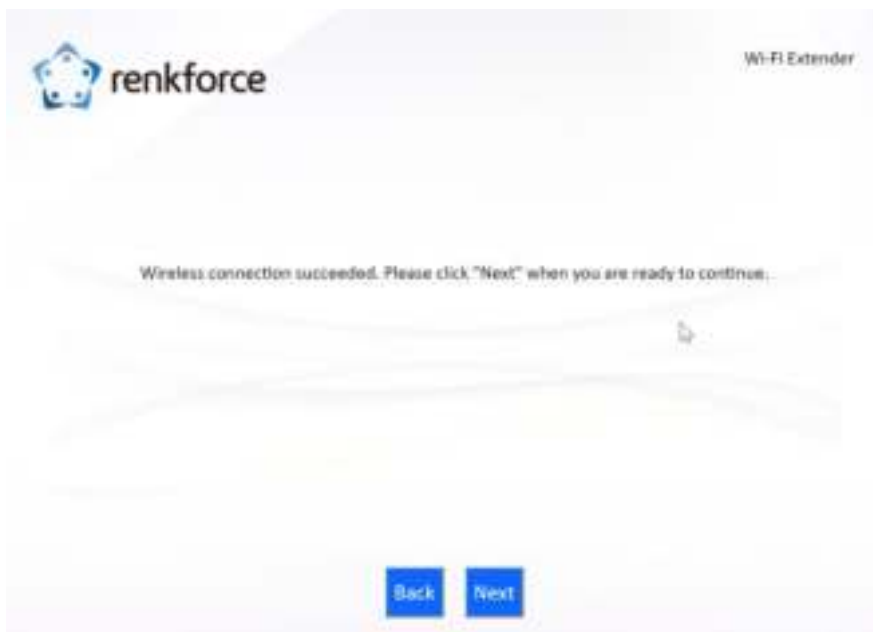 renkforce
Wi-Fi Extender
Wireless connection succeeded. Please click "Next" when you are ready to continue.
Back
Next